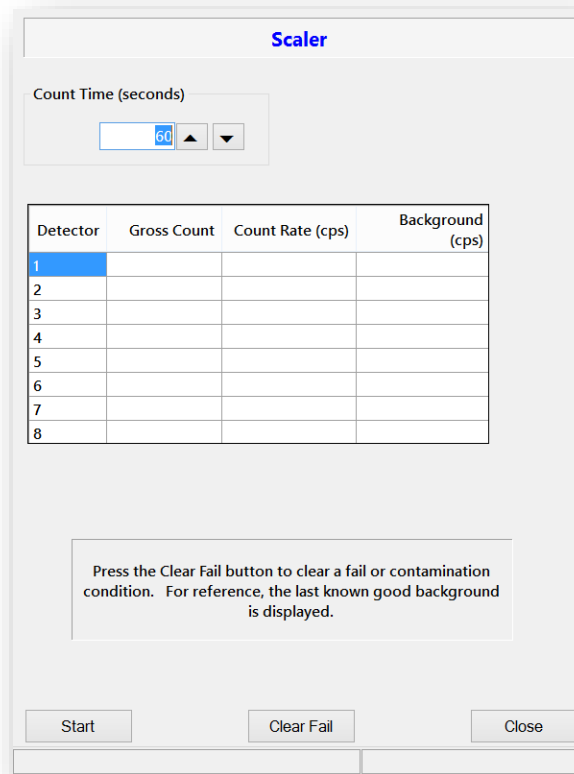 Scaler
Count Time (seconds)
60
Detector Gross Count Count Rate (cps) Background
(cps)
1
2
3
4
5
6
7
8
Press the Clear Fail button to clear a fail or contamination
condition. For reference, the last known good background
is displayed.
Start Clear Fail Close